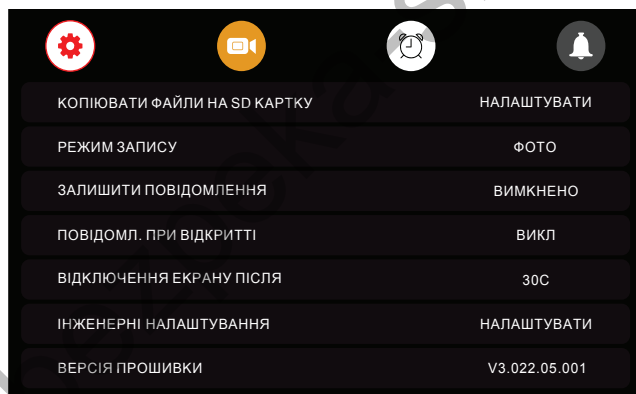 КОПІЮВАТИ ФАЙЛИ НА SD КАРТКУ НАЛАШТУВАТИ
РЕЖИМ ЗАПИСУ ФОТО
ЗАЛИШИТИ ПОВІДОМЛЕННЯ ВИМКНЕНО
ПОВІДОМЛ. ПРИ ВІДКРИТТІ ВИКЛ
ВІДКЛЮЧЕННЯ ЕКРАНУ ПІСЛЯ 30С
ІНЖЕНЕРНІ НАЛАШТУВАННЯ НАЛАШТУВАТИ
ВЕРСІЯ ПРОШИВКИ V3.022.05.001